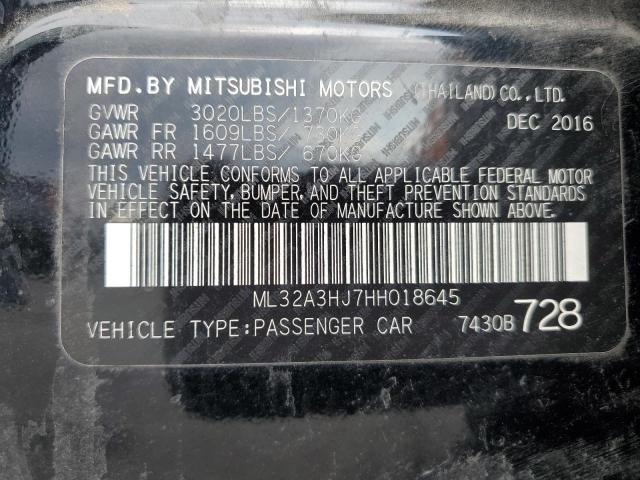 MFD.BY MITSUBISHI MOTORS (THAILAND) CO., LTD.
GVWR 3020LBS/1370KG DEC 2016
GAWR FR 1609LBS/ 730KG
GAWR RR 1477LBS/ 670KG
THIS VEHICLE CONFORMS TO ALL APPLICABLE FEDERAL MOTOR
VEHICLE SAFETY, BUMPER, AND THEFT PREVENTION STANDARDS
IN EFFECT ON THE DATE OF MANUFACTURE SHOWN ABOVE.
ML32A3HJ7HH018645
VEHICLE TYPE:PASSENGER CAR 7430B 728